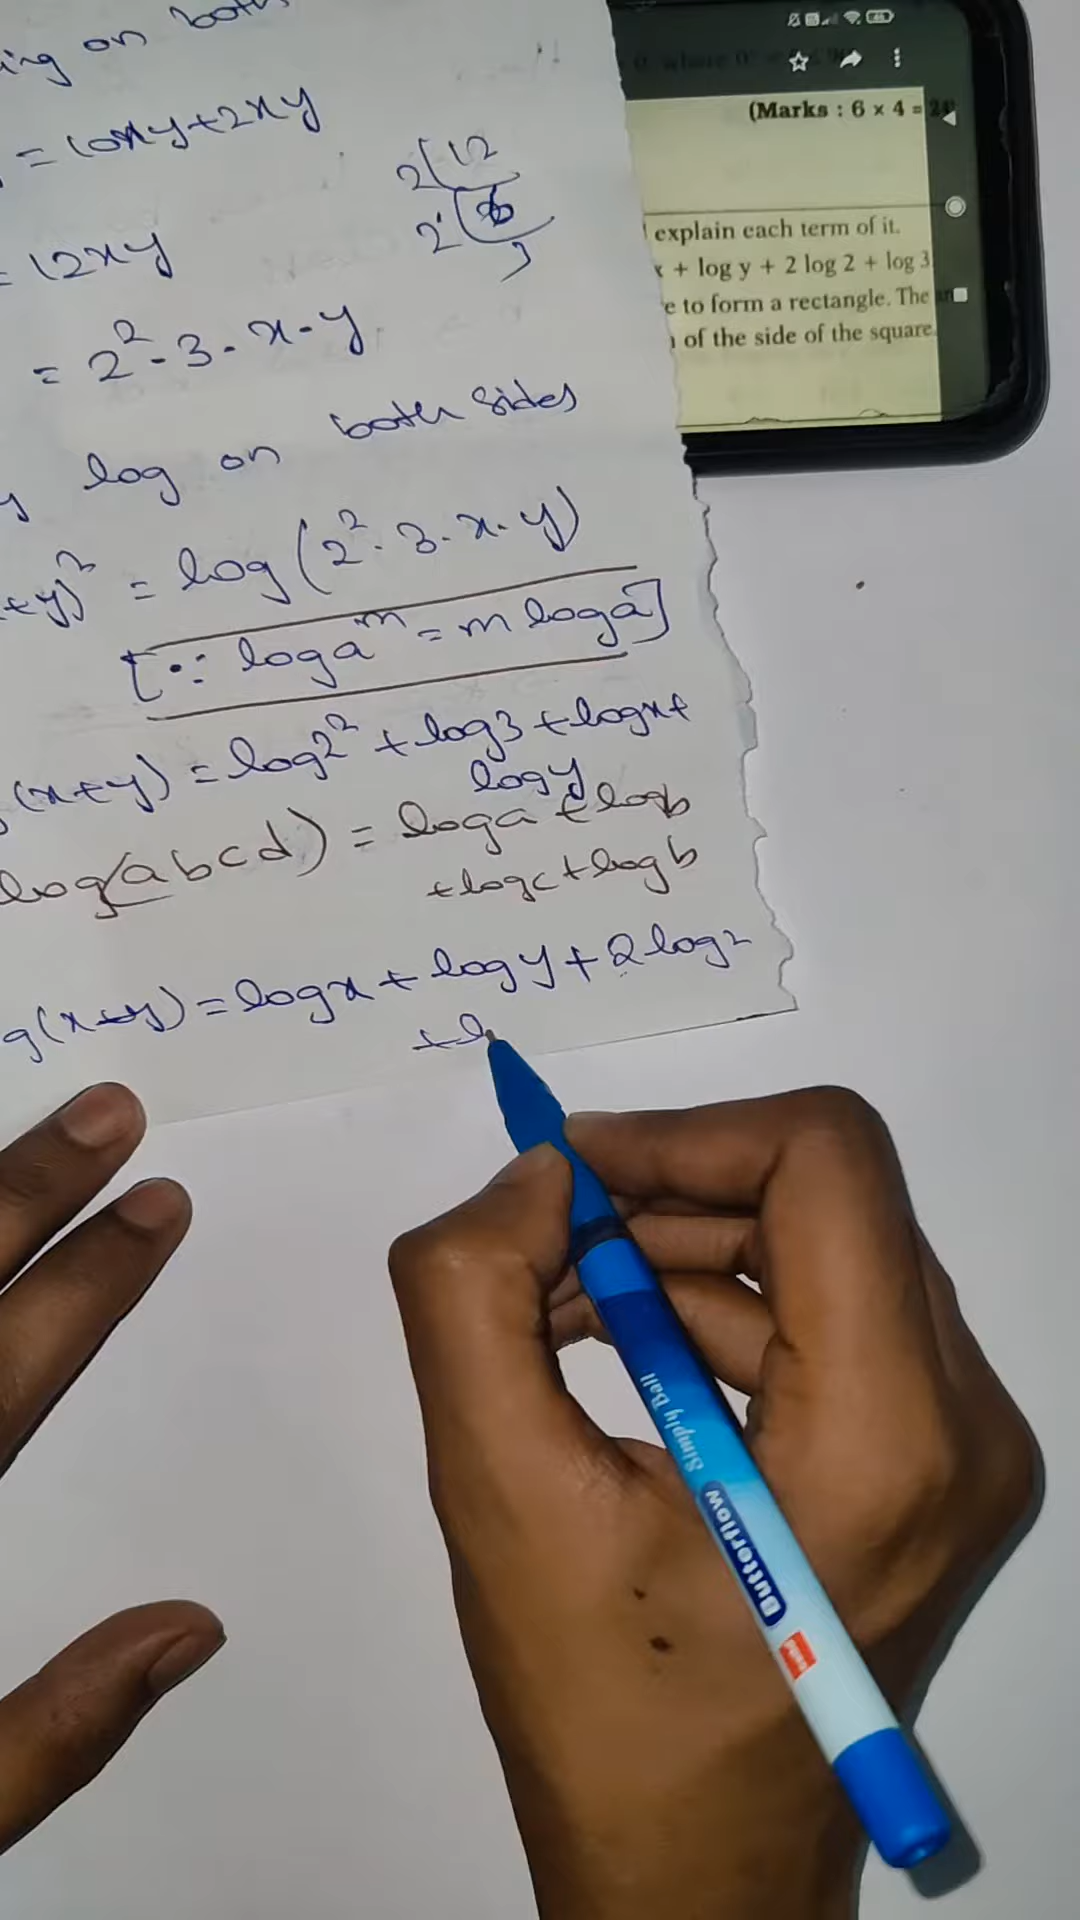 ing on both
= 10xy+2xy
2(12
2(6
3
= 12xy
= 2².3.x.y
log on both sides
+y)² = log(2².3.x.y)
[∵ log aᵐ = m log a]
(x+y) = log2² + log3 + logx+
logy
log(abcd) = loga + logb
+logc+logb
g(x+y) = logx + logy + 2log2
+l
(Marks : 6 × 4 = 24
explain each term of it.
x + log y + 2 log 2 + log 3
e to form a rectangle. The
of the side of the square.
Simply Ball
Butterflow